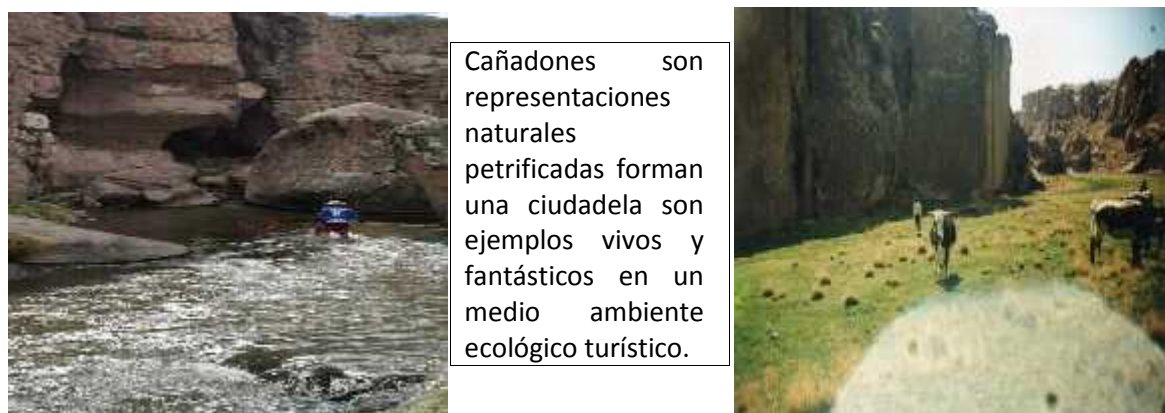 Cañadones son
representaciones
naturales
petrificadas forman
una ciudadela son
ejemplos vivos y
fantásticos en un
medio ambiente
ecológico turístico.